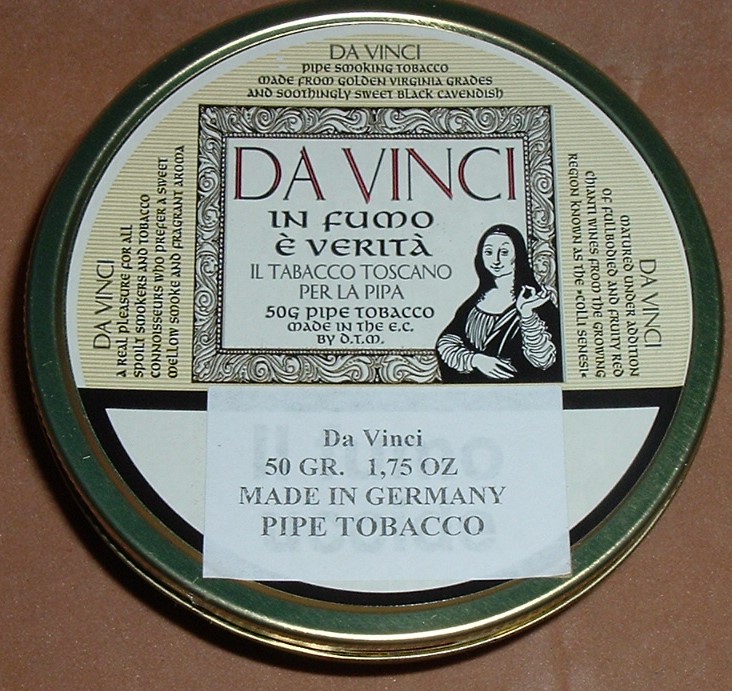 DA VINCI
PIPE SMOKING TOBACCO
MADE FROM GOLDEN VIRGINIA GRADES
AND SOOTHINGLY SWEET BLACK CAVENDISH
DA VINCI
A REAL PLEASURE FOR ALL
SPOILT SMOKERS AND TOBACCO
CONNOISSEURS WHO PREFER A SWEET
MELLOW SMOKE AND FRAGRANT AROMA
DA VINCI
IN FUMO
È VERITÀ
IL TABACCO TOSCANO
PER LA PIPA
50G PIPE TOBACCO
MADE IN THE E.C.
BY D.T.M.
DA VINCI
MATURED UNDER ADDITION
OF FULL BODIED AND FRUITY RED
CHIANTI WINES FROM THE GROWING
REGION KNOWN AS THE "COLLI SENESI"
Da Vinci
50 GR. 1,75 OZ
MADE IN GERMANY
PIPE TOBACCO